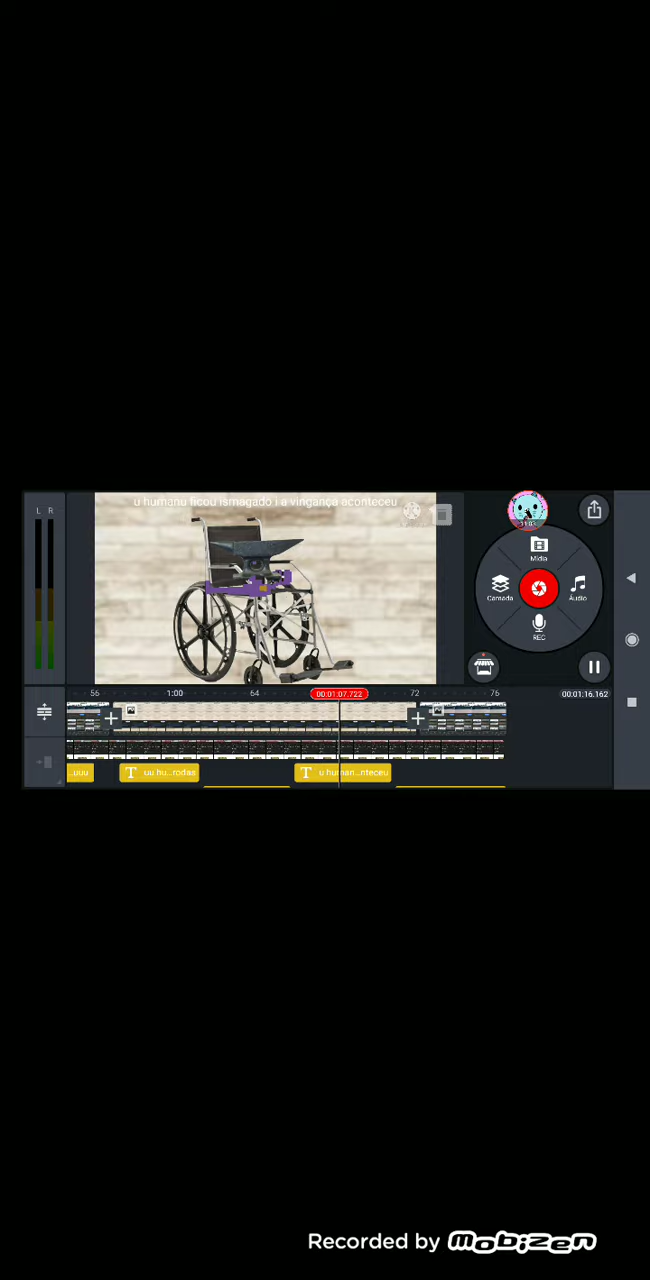 L R
u humanu ficou ismagado i a vingança aconteceu
Mídia
Camada
Áudio
REC
56 1:00 64 00:01:07.722 72 76 00:01:16.162
...uuu
T uu hu...rodas
T u human...nteceu
Recorded by mobizen